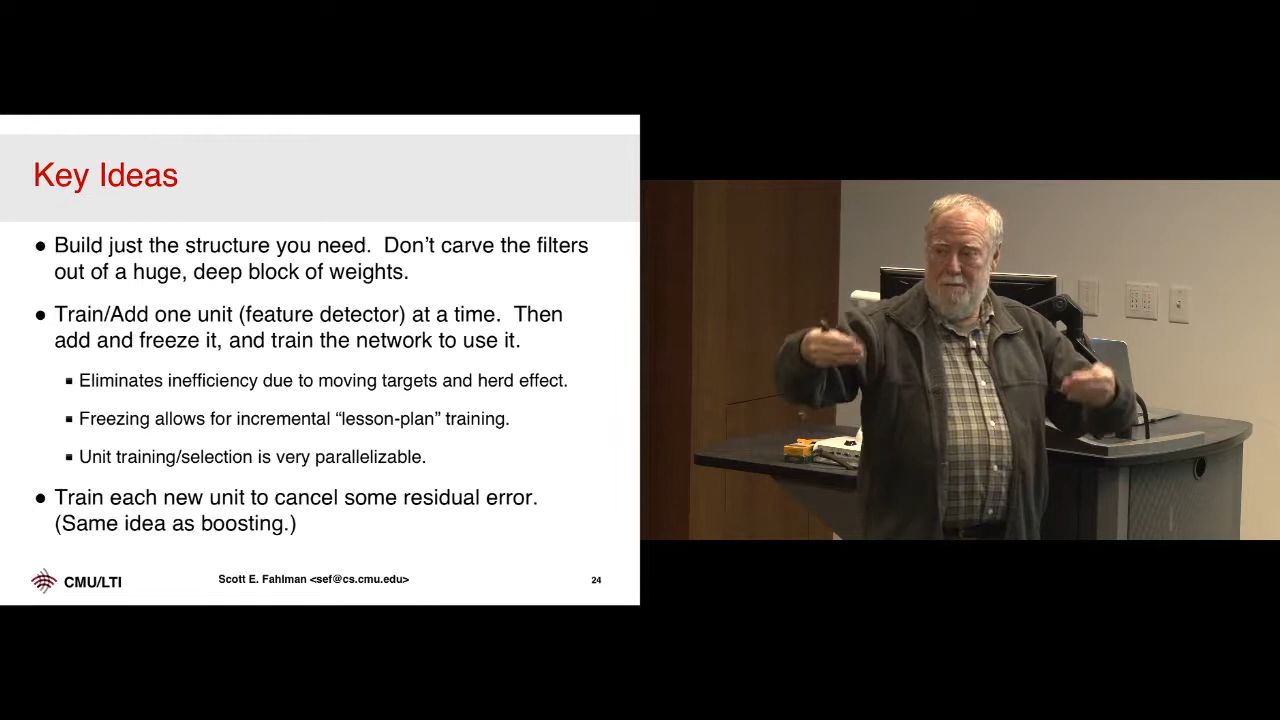 Key Ideas
● Build just the structure you need. Don’t carve the filters
out of a huge, deep block of weights.
● Train/Add one unit (feature detector) at a time. Then
add and freeze it, and train the network to use it.
■ Eliminates inefficiency due to moving targets and herd effect.
■ Freezing allows for incremental “lesson-plan” training.
■ Unit training/selection is very parallelizable.
● Train each new unit to cancel some residual error.
(Same idea as boosting.)
CMU/LTI
Scott E. Fahlman <sef@cs.cmu.edu>
24